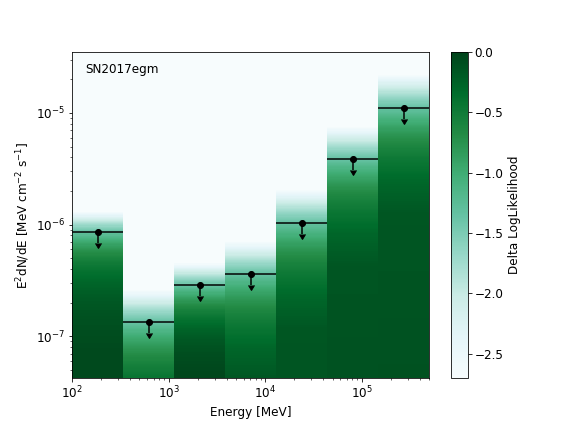 SN2017egm
10⁻⁵
10⁻⁶
10⁻⁷
E²dN/dE [MeV cm⁻² s⁻¹]
10² 10³ 10⁴ 10⁵
Energy [MeV]
0.0
−0.5
−1.0
−1.5
−2.0
−2.5
Delta LogLikelihood